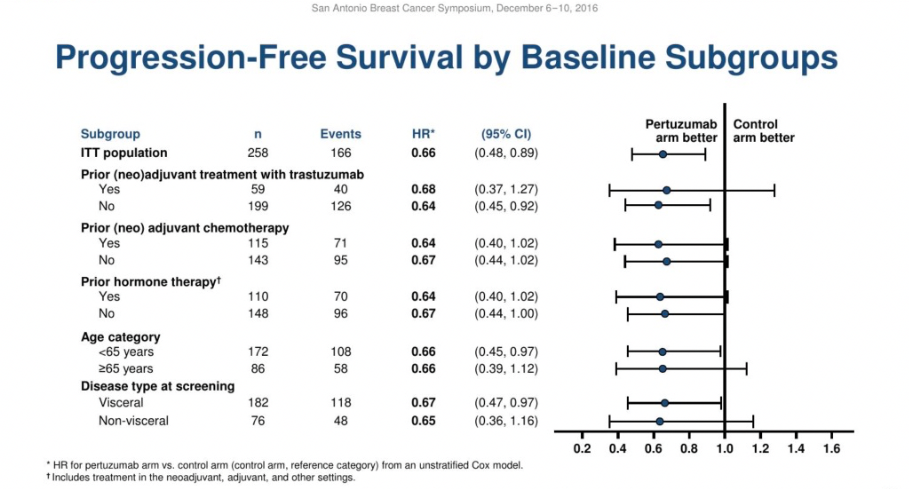 San Antonio Breast Cancer Symposium, December 6–10, 2016
Progression-Free Survival by Baseline Subgroups
Subgroup n Events HR* (95% CI) Pertuzumab arm better Control arm better
ITT population 258 166 0.66 (0.48, 0.89)
Prior (neo)adjuvant treatment with trastuzumab
Yes 59 40 0.68 (0.37, 1.27)
No 199 126 0.64 (0.45, 0.92)
Prior (neo) adjuvant chemotherapy
Yes 115 71 0.64 (0.40, 1.02)
No 143 95 0.67 (0.44, 1.02)
Prior hormone therapy†
Yes 110 70 0.64 (0.40, 1.02)
No 148 96 0.67 (0.44, 1.00)
Age category
<65 years 172 108 0.66 (0.45, 0.97)
≥65 years 86 58 0.66 (0.39, 1.12)
Disease type at screening
Visceral 182 118 0.67 (0.47, 0.97)
Non-visceral 76 48 0.65 (0.36, 1.16)
0.2 0.4 0.6 0.8 1.0 1.2 1.4 1.6
* HR for pertuzumab arm vs. control arm (control arm, reference category) from an unstratified Cox model.
† Includes treatment in the neoadjuvant, adjuvant, and other settings.